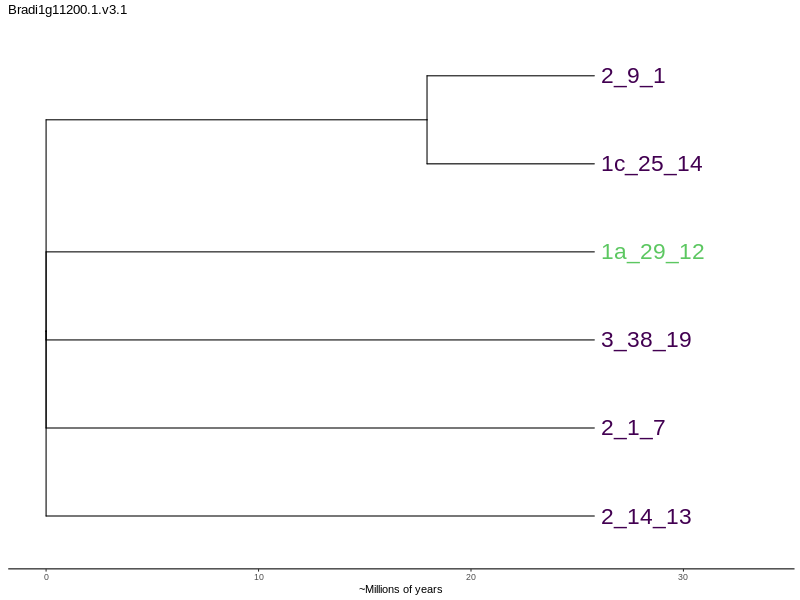 Bradi1g11200.1.v3.1
2_9_1
1c_25_14
1a_29_12
3_38_19
2_1_7
2_14_13
0 10 20 30
~Millions of years